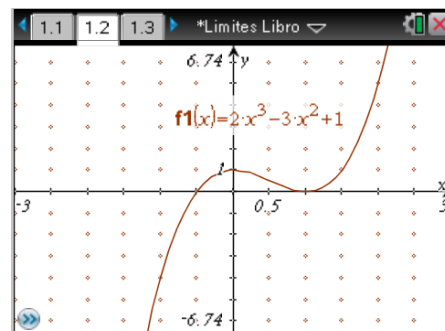 1.1 1.2 1.3 *Limites Libro
6.74 y
f1(x)=2·x³−3·x²+1
1
x
-3 0.5 3
-6.74